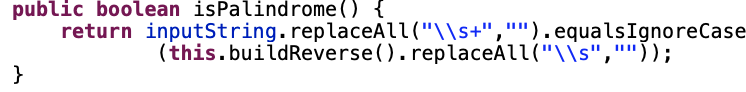 public boolean isPalindrome() {
    return inputString.replaceAll("\\s+","").equalsIgnoreCase
            (this.buildReverse().replaceAll("\\s",""));
}